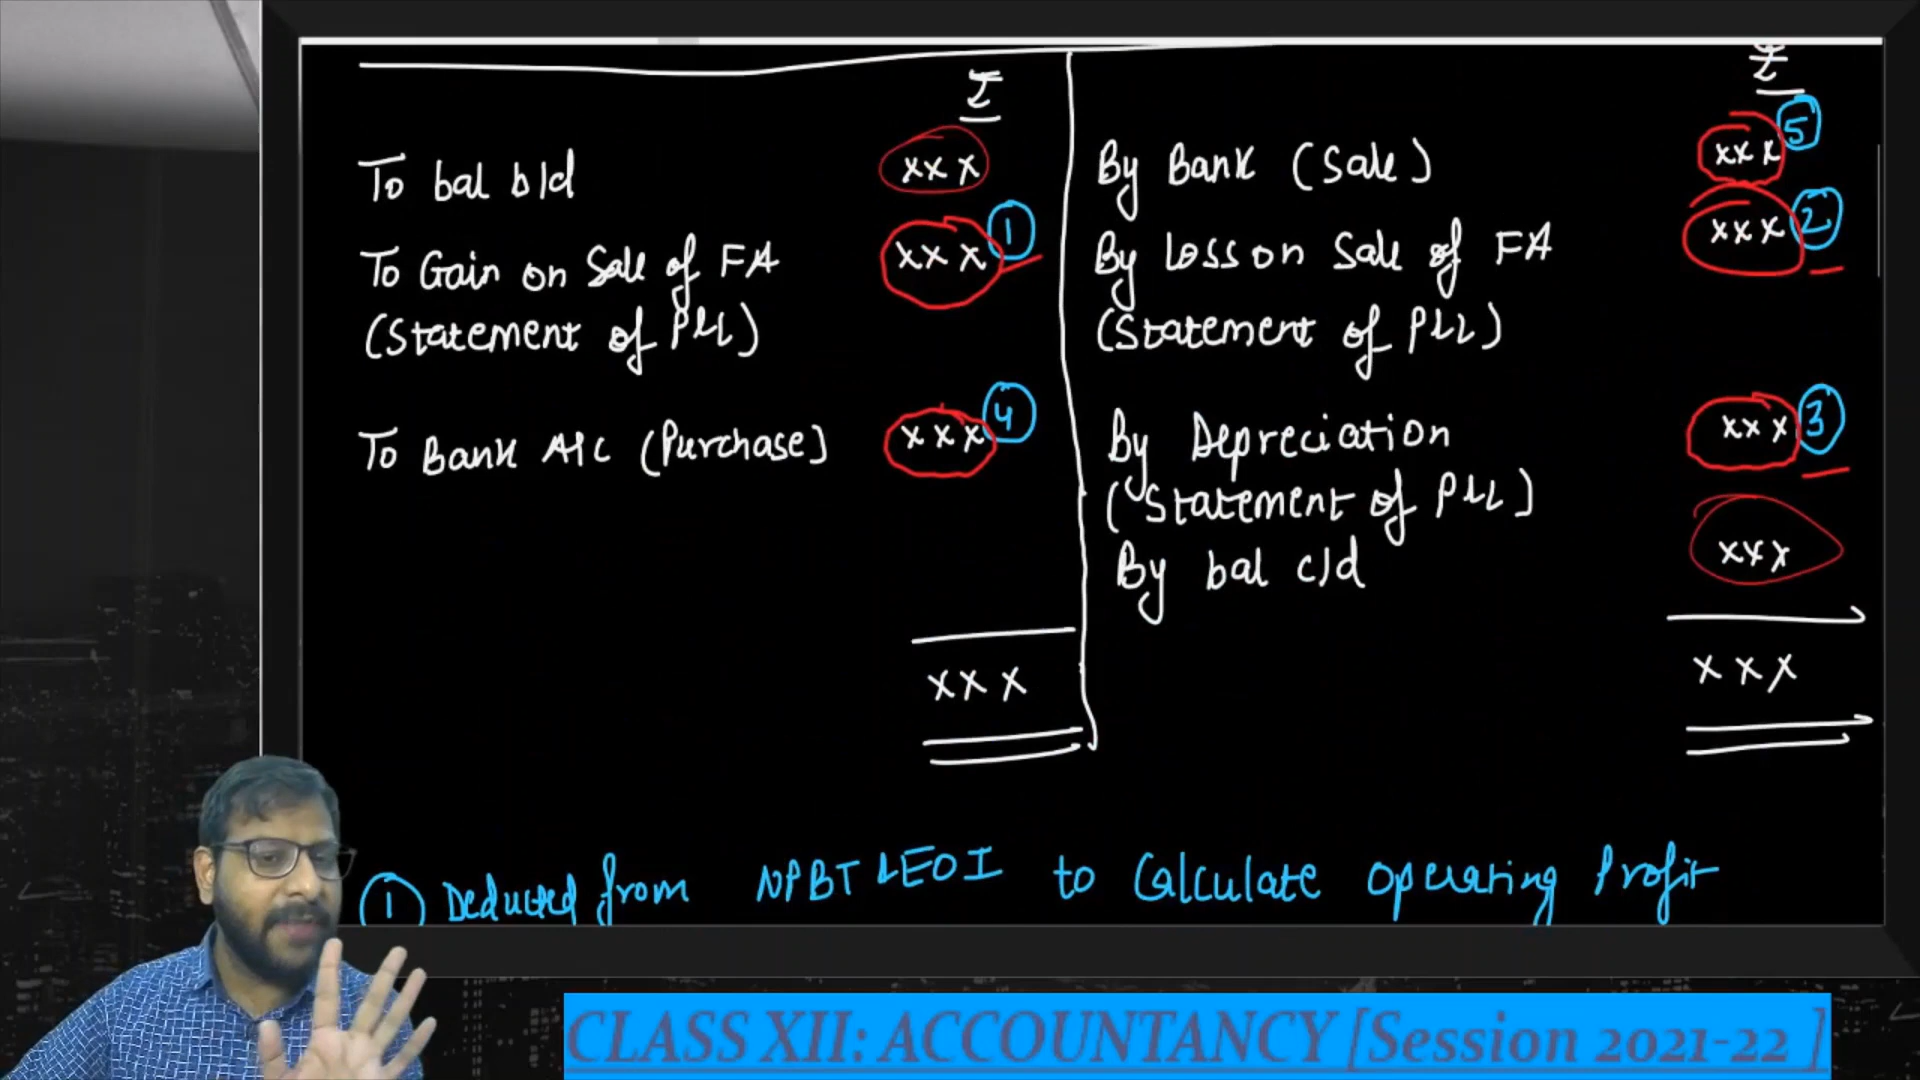 ₹
₹
To bal b/d xxx
By Bank (Sale) xxx 5
To Gain on Sale of FA xxx 1
(Statement of P&L)
By Loss on Sale of FA xxx 2
(Statement of P&L)
To Bank A/C (Purchase) xxx 4
By Depreciation xxx 3
(Statement of P&L)
By bal c/d xxx
xxx
xxx
1 Deducted from NPBT&EOI to Calculate Operating Profit
CLASS XII: ACCOUNTANCY [Session 2021-22 ]